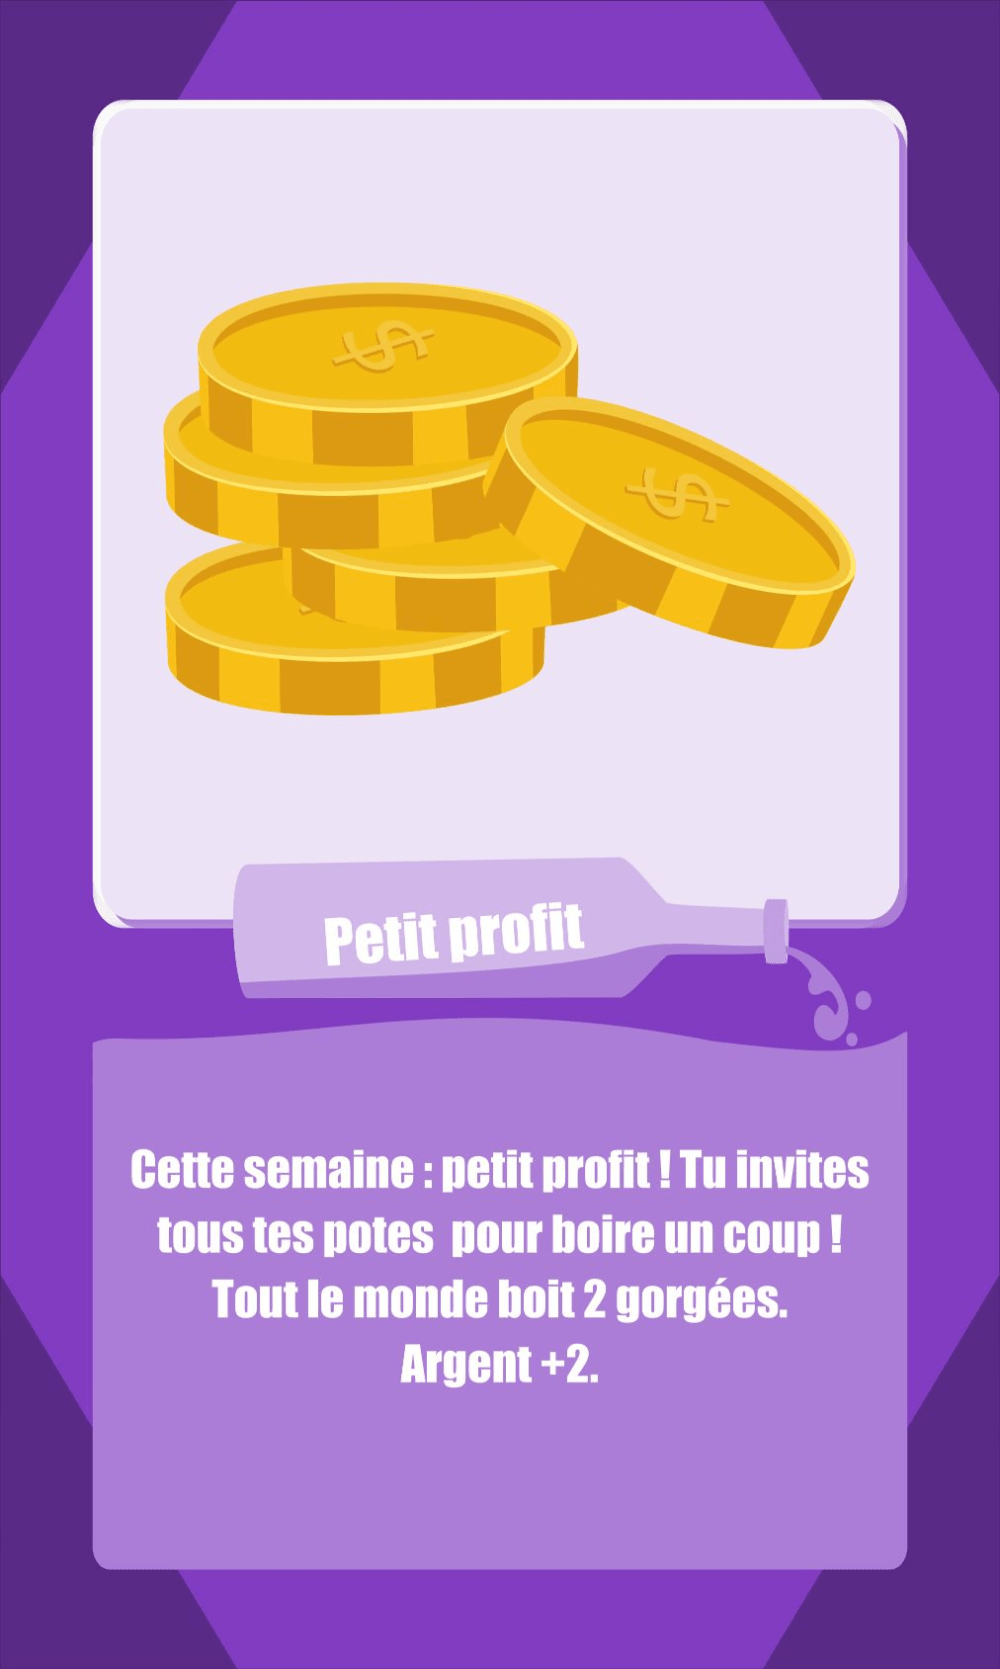 Petit profit
Cette semaine : petit profit ! Tu invites
tous tes potes  pour boire un coup !
Tout le monde boit 2 gorgées.
Argent +2.